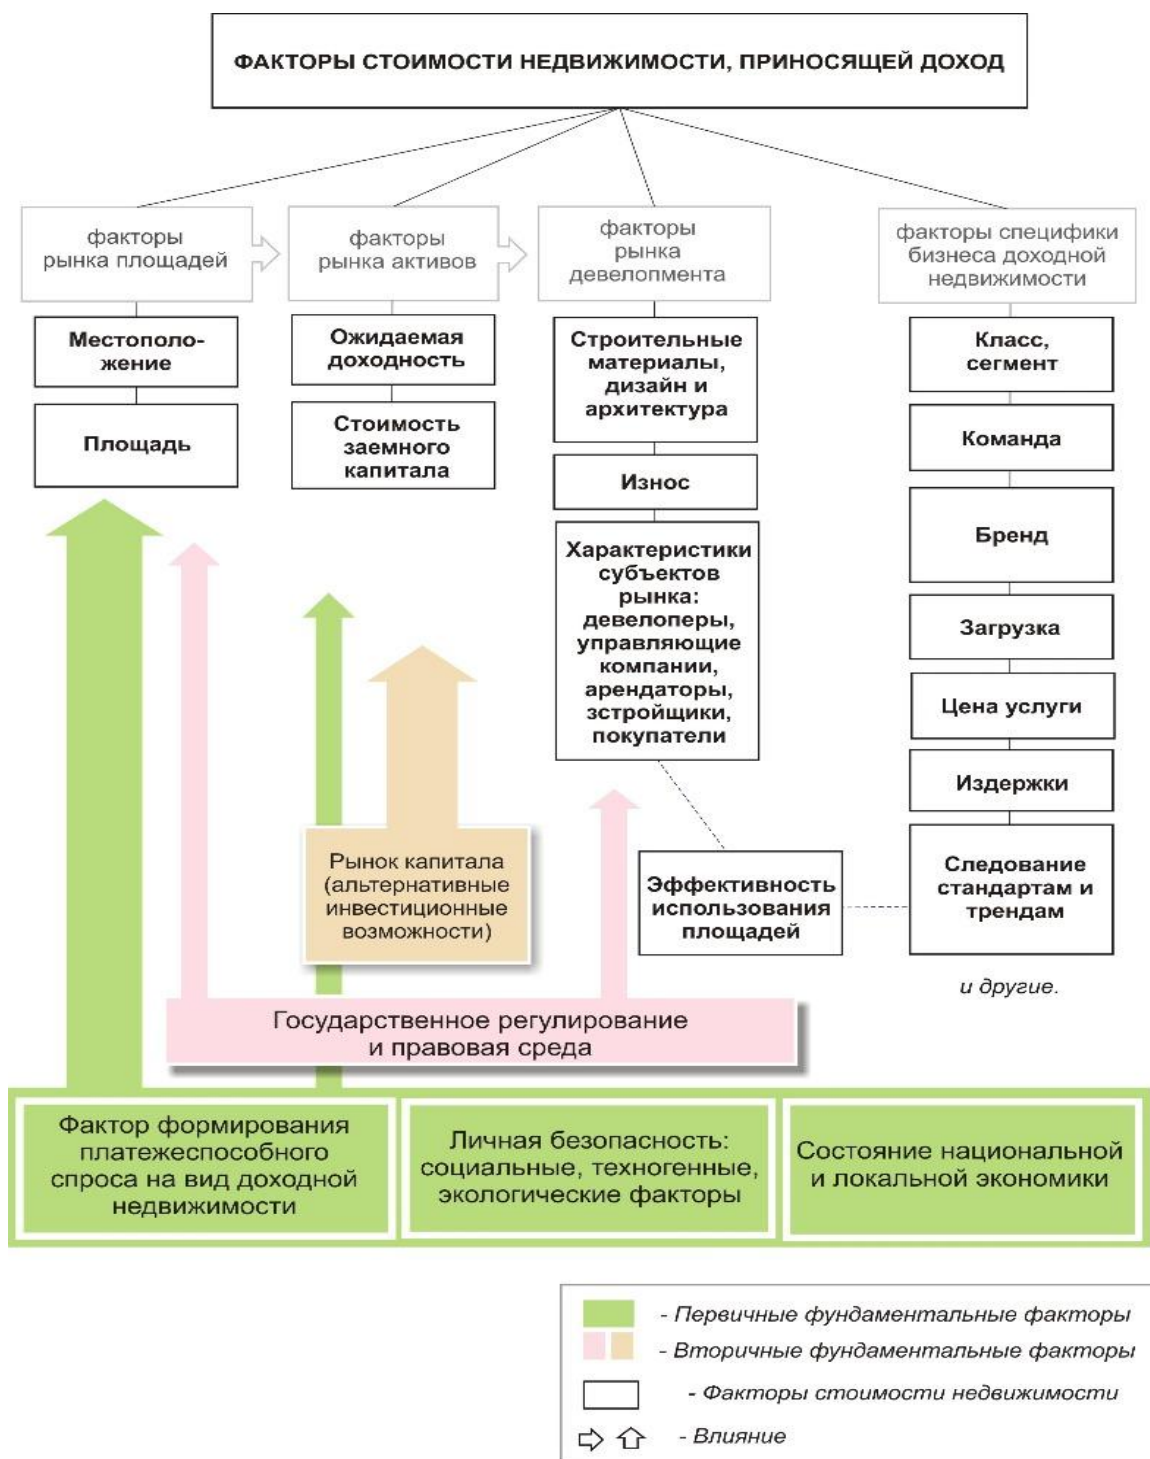 ФАКТОРЫ СТОИМОСТИ НЕДВИЖИМОСТИ, ПРИНОСЯЩЕЙ ДОХОД
факторы
рынка площадей
факторы
рынка активов
факторы
рынка
девелопмента
факторы специфики
бизнеса доходной
недвижимости
Местополо-
жение
Площадь
Ожидаемая
доходность
Стоимость
заемного
капитала
Строительные
материалы,
дизайн и
архитектура
Износ
Характеристики
субъектов
рынка:
девелоперы,
управляющие
компании,
арендаторы,
зстройщики,
покупатели
Класс,
сегмент
Команда
Бренд
Загрузка
Цена услуги
Издержки
Следование
стандартам и
трендам
и другие.
Эффективность
использования
площадей
Рынок капитала
(альтернативные
инвестиционные
возможности)
Государственное регулирование
и правовая среда
Фактор формирования
платежеспособного
спроса на вид доходной
недвижимости
Личная безопасность:
социальные, техногенные,
экологические факторы
Состояние национальной
и локальной экономики
- Первичные фундаментальные факторы
- Вторичные фундаментальные факторы
- Факторы стоимости недвижимости
- Влияние